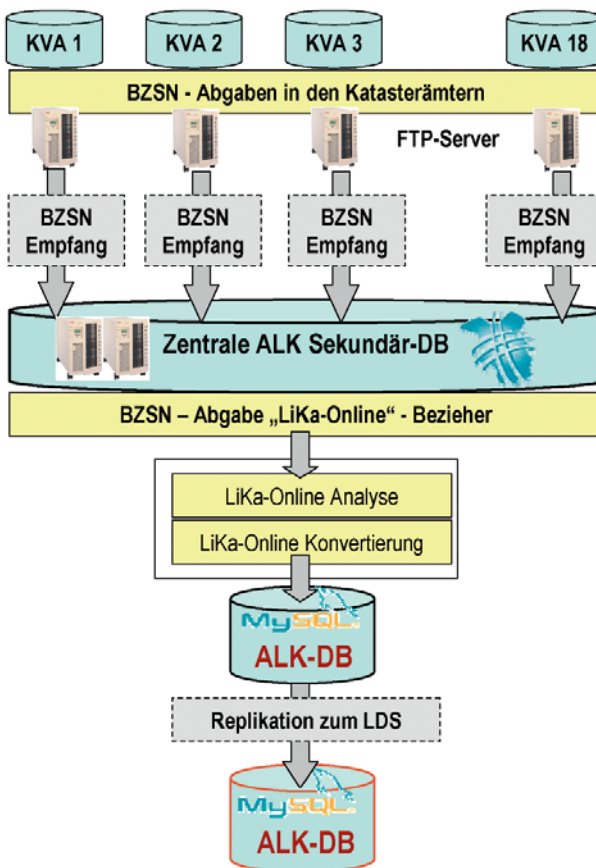 KVA 1
KVA 2
KVA 3
KVA 18
BZSN - Abgaben in den Katasterämtern
FTP-Server
BZSN
Empfang
BZSN
Empfang
BZSN
Empfang
BZSN
Empfang
Zentrale ALK Sekundär-DB
BZSN – Abgabe „LiKa-Online“ - Bezieher
LiKa-Online Analyse
LiKa-Online Konvertierung
MySQL
ALK-DB
Replikation zum LDS
MySQL
ALK-DB